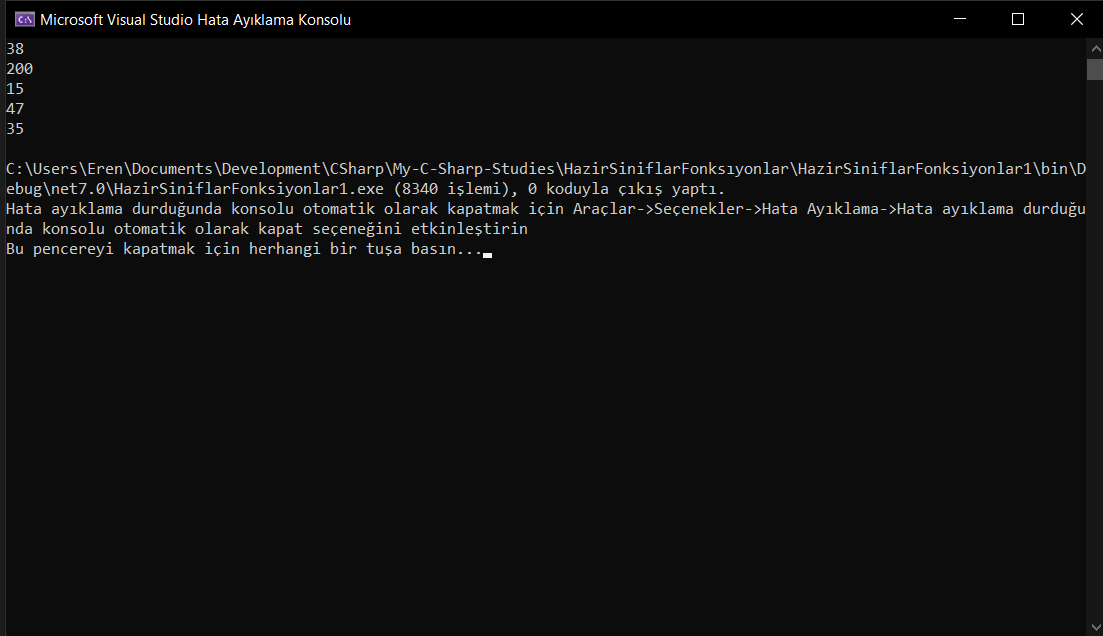 Microsoft Visual Studio Hata Ayıklama Konsolu
38
200
15
47
35
C:\Users\Eren\Documents\Development\CSharp\My-C-Sharp-Studies\HazirSiniflarFonksıyonlar\HazirSiniflarFonksiyonlar1\bin\D
ebug\net7.0\HazirSiniflarFonksiyonlar1.exe (8340 işlemi), 0 koduyla çıkış yaptı.
Hata ayıklama durduğunda konsolu otomatik olarak kapatmak için Araçlar->Seçenekler->Hata Ayıklama->Hata ayıklama durduğu
nda konsolu otomatik olarak kapat seçeneğini etkinleştirin
Bu pencereyi kapatmak için herhangi bir tuşa basın...